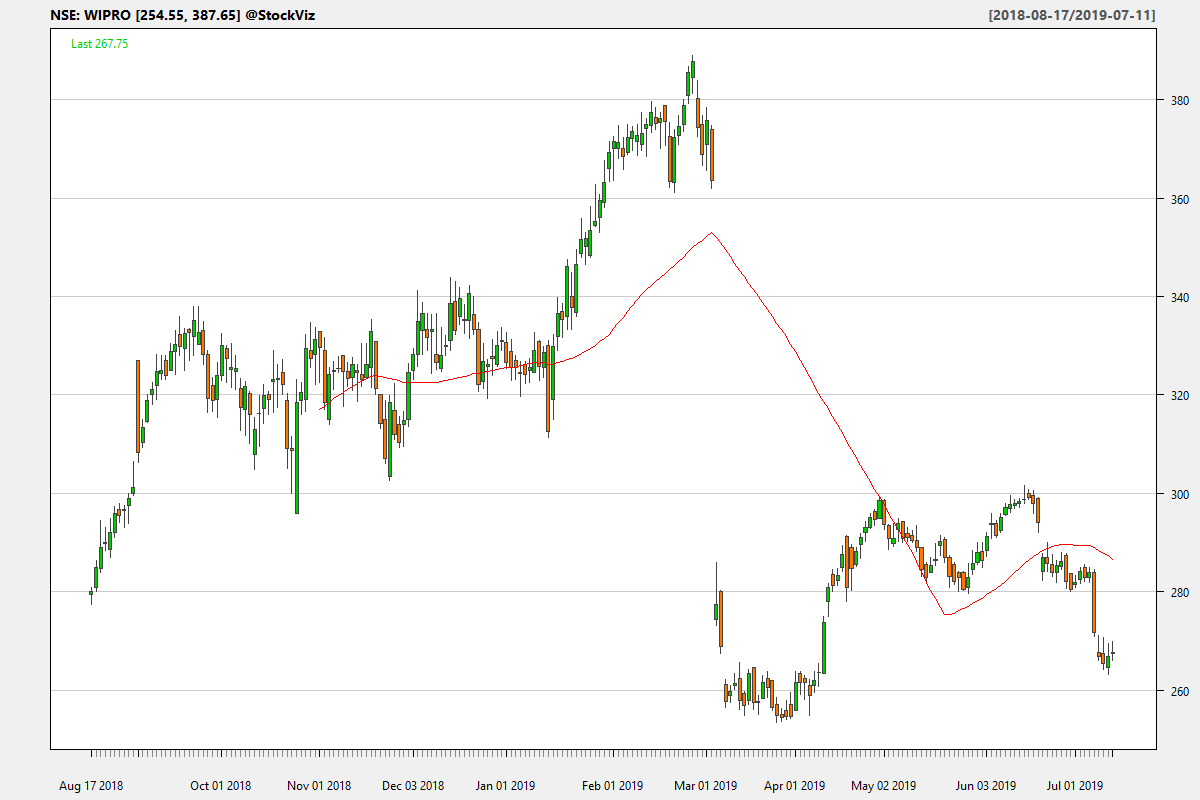 NSE: WIPRO [254.55, 387.65] @StockViz [2018-08-17/2019-07-11]
Last 267.75
380
360
340
320
300
280
260
Aug 17 2018 Oct 01 2018 Nov 01 2018 Dec 03 2018 Jan 01 2019 Feb 01 2019 Mar 01 2019 Apr 01 2019 May 02 2019 Jun 03 2019 Jul 01 2019